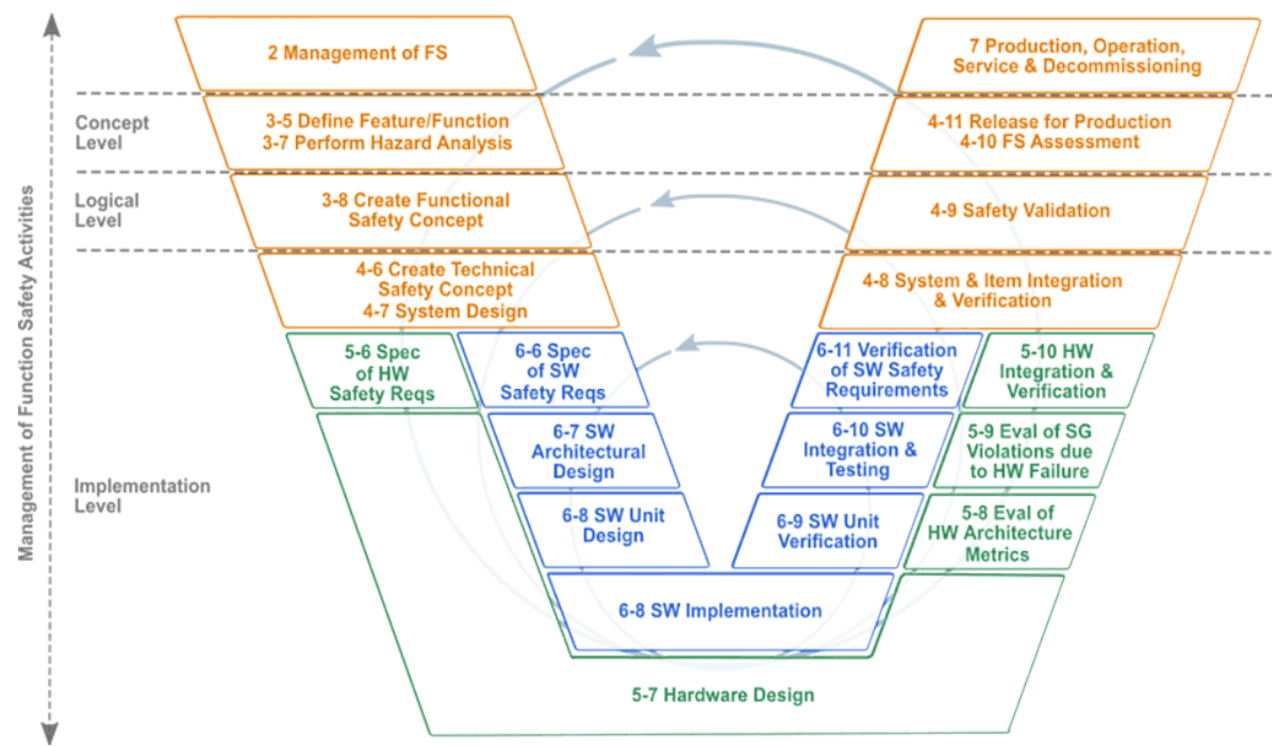 Management of Function Safety Activities
2 Management of FS
7 Production, Operation,
Service & Decommissioning
Concept
Level
3-5 Define Feature/Function
3-7 Perform Hazard Analysis
4-11 Release for Production
4-10 FS Assessment
Logical
Level
3-8 Create Functional
Safety Concept
4-9 Safety Validation
4-6 Create Technical
Safety Concept
4-7 System Design
4-8 System & Item Integration
& Verification
Implementation
Level
5-6 Spec
of HW
Safety Reqs
6-6 Spec
of SW
Safety Reqs
6-11 Verification
of SW Safety
Requirements
5-10 HW
Integration &
Verification
6-7 SW
Architectural
Design
6-10 SW
Integration &
Testing
5-9 Eval of SG
Violations due
to HW Failure
6-8 SW Unit
Design
6-9 SW Unit
Verification
5-8 Eval of
HW Architecture
Metrics
6-8 SW Implementation
5-7 Hardware Design